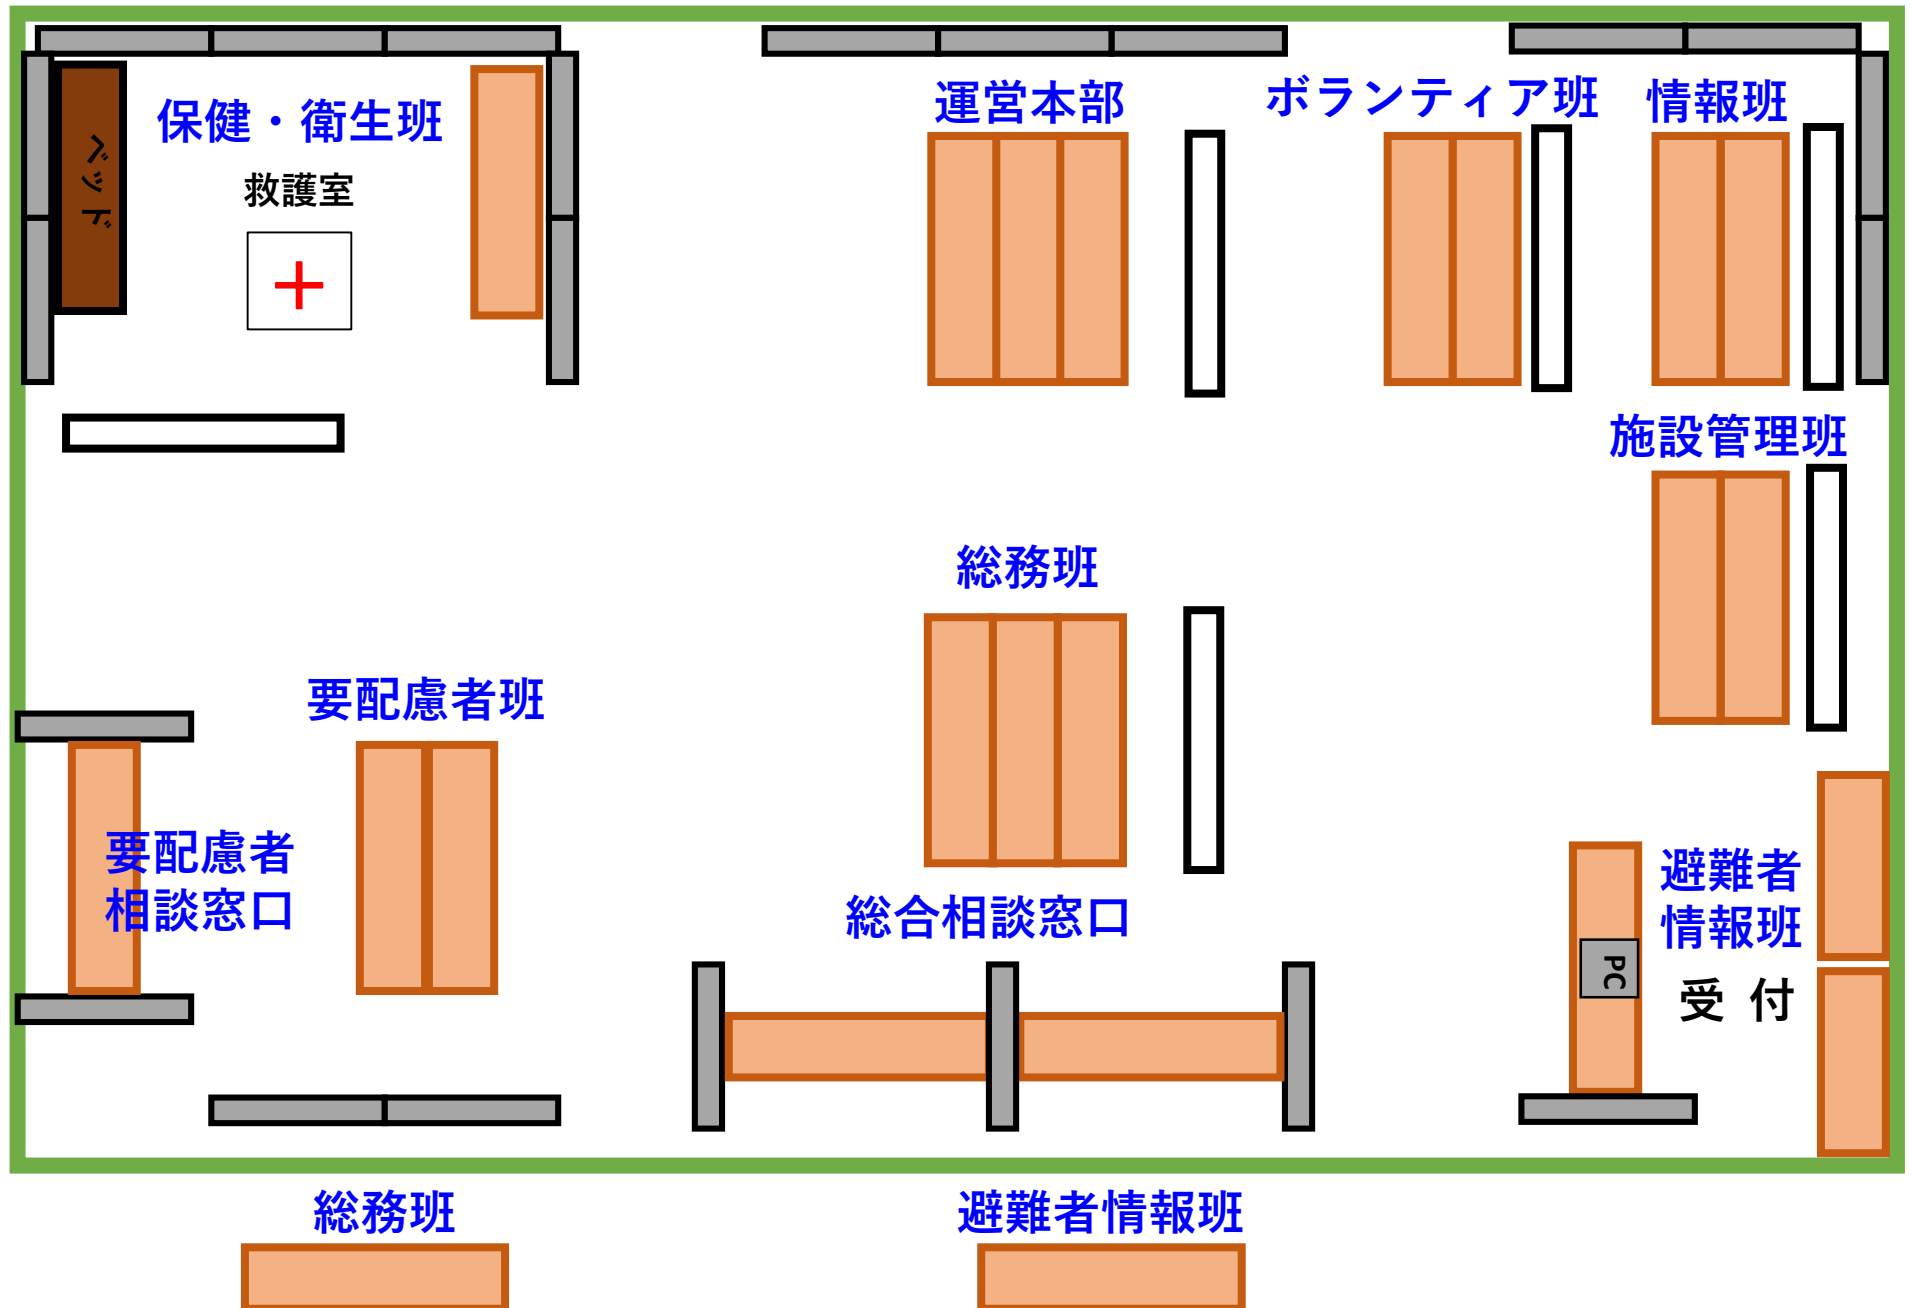 保健・衛生班
救護室
ベッド
運営本部
ボランティア班
情報班
施設管理班
総務班
要配慮者班
要配慮者
相談窓口
総合相談窓口
避難者
情報班
受 付
PC
総務班
避難者情報班